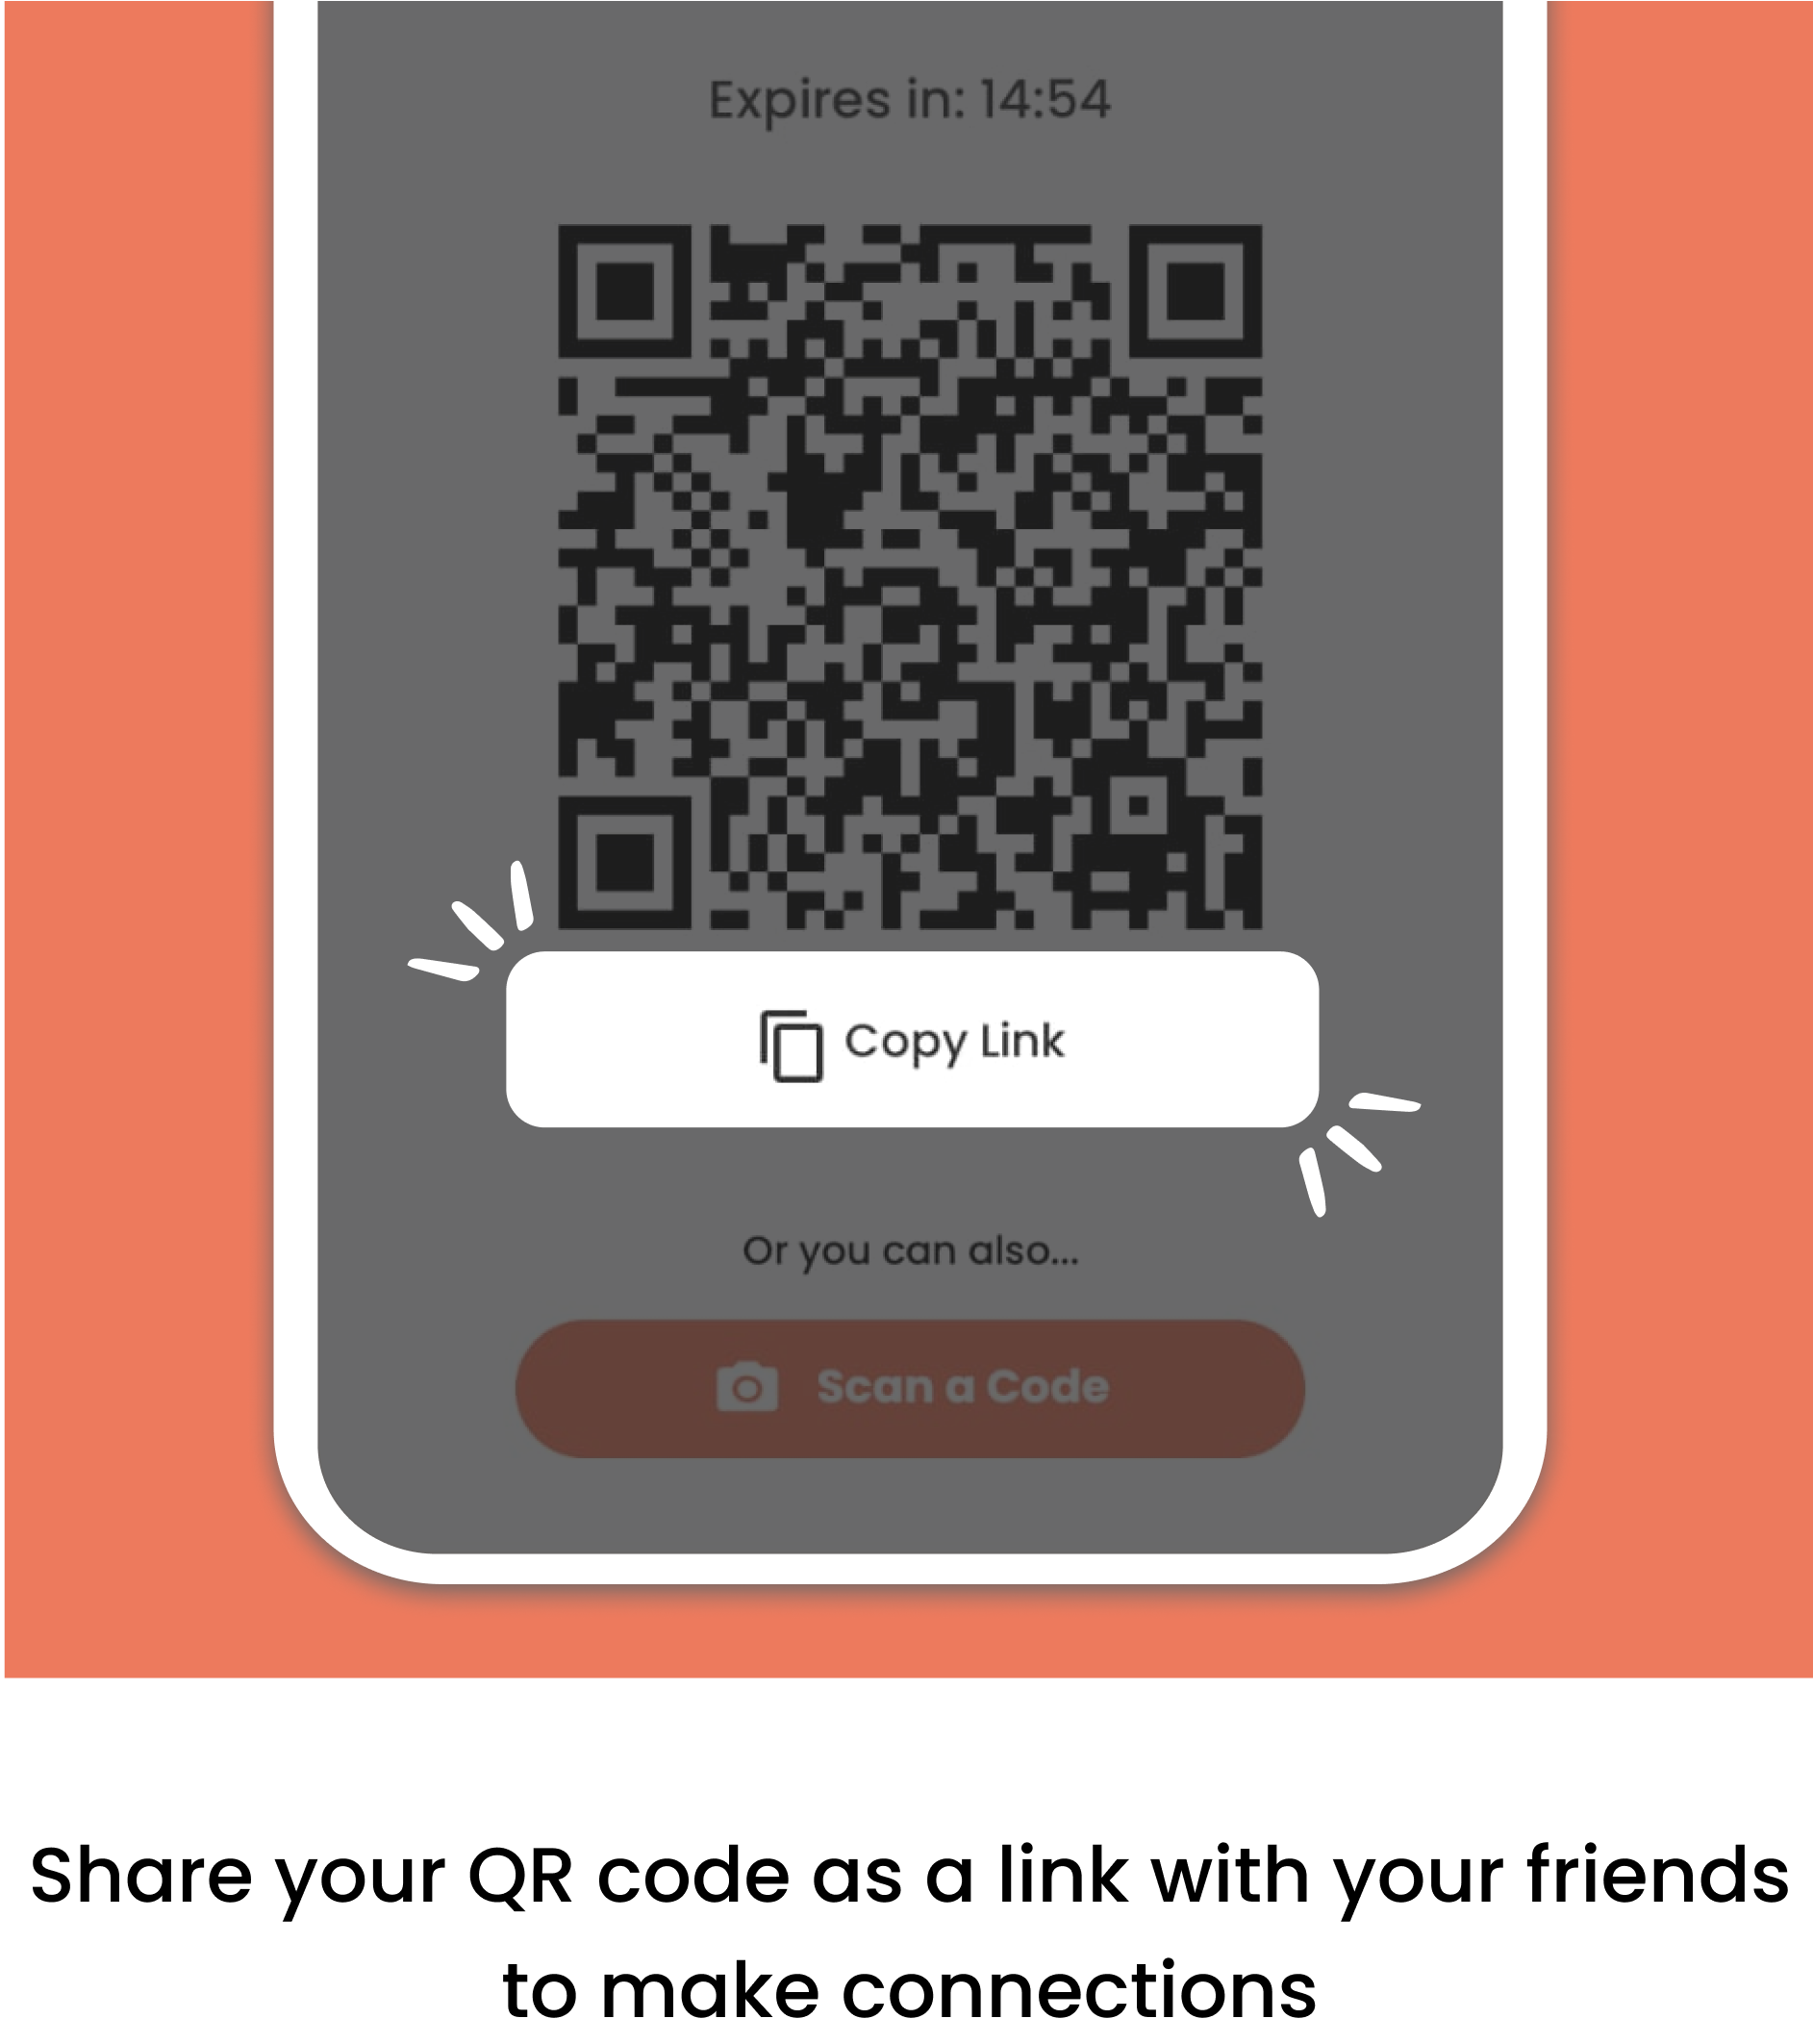 Expires in: 14:54
Copy Link
Or you can also...
Scan a Code
Share your QR code as a link with your friends
to make connections